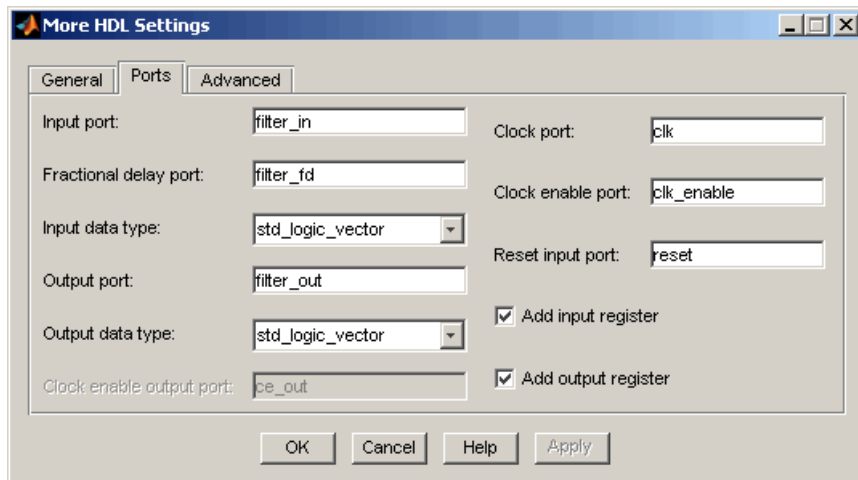 More HDL Settings
General Ports Advanced
Input port: filter_in
Fractional delay port: filter_fd
Input data type: std_logic_vector
Output port: filter_out
Output data type: std_logic_vector
Clock enable output port: ce_out
Clock port: clk
Clock enable port: clk_enable
Reset input port: reset
Add input register
Add output register
OK Cancel Help Apply